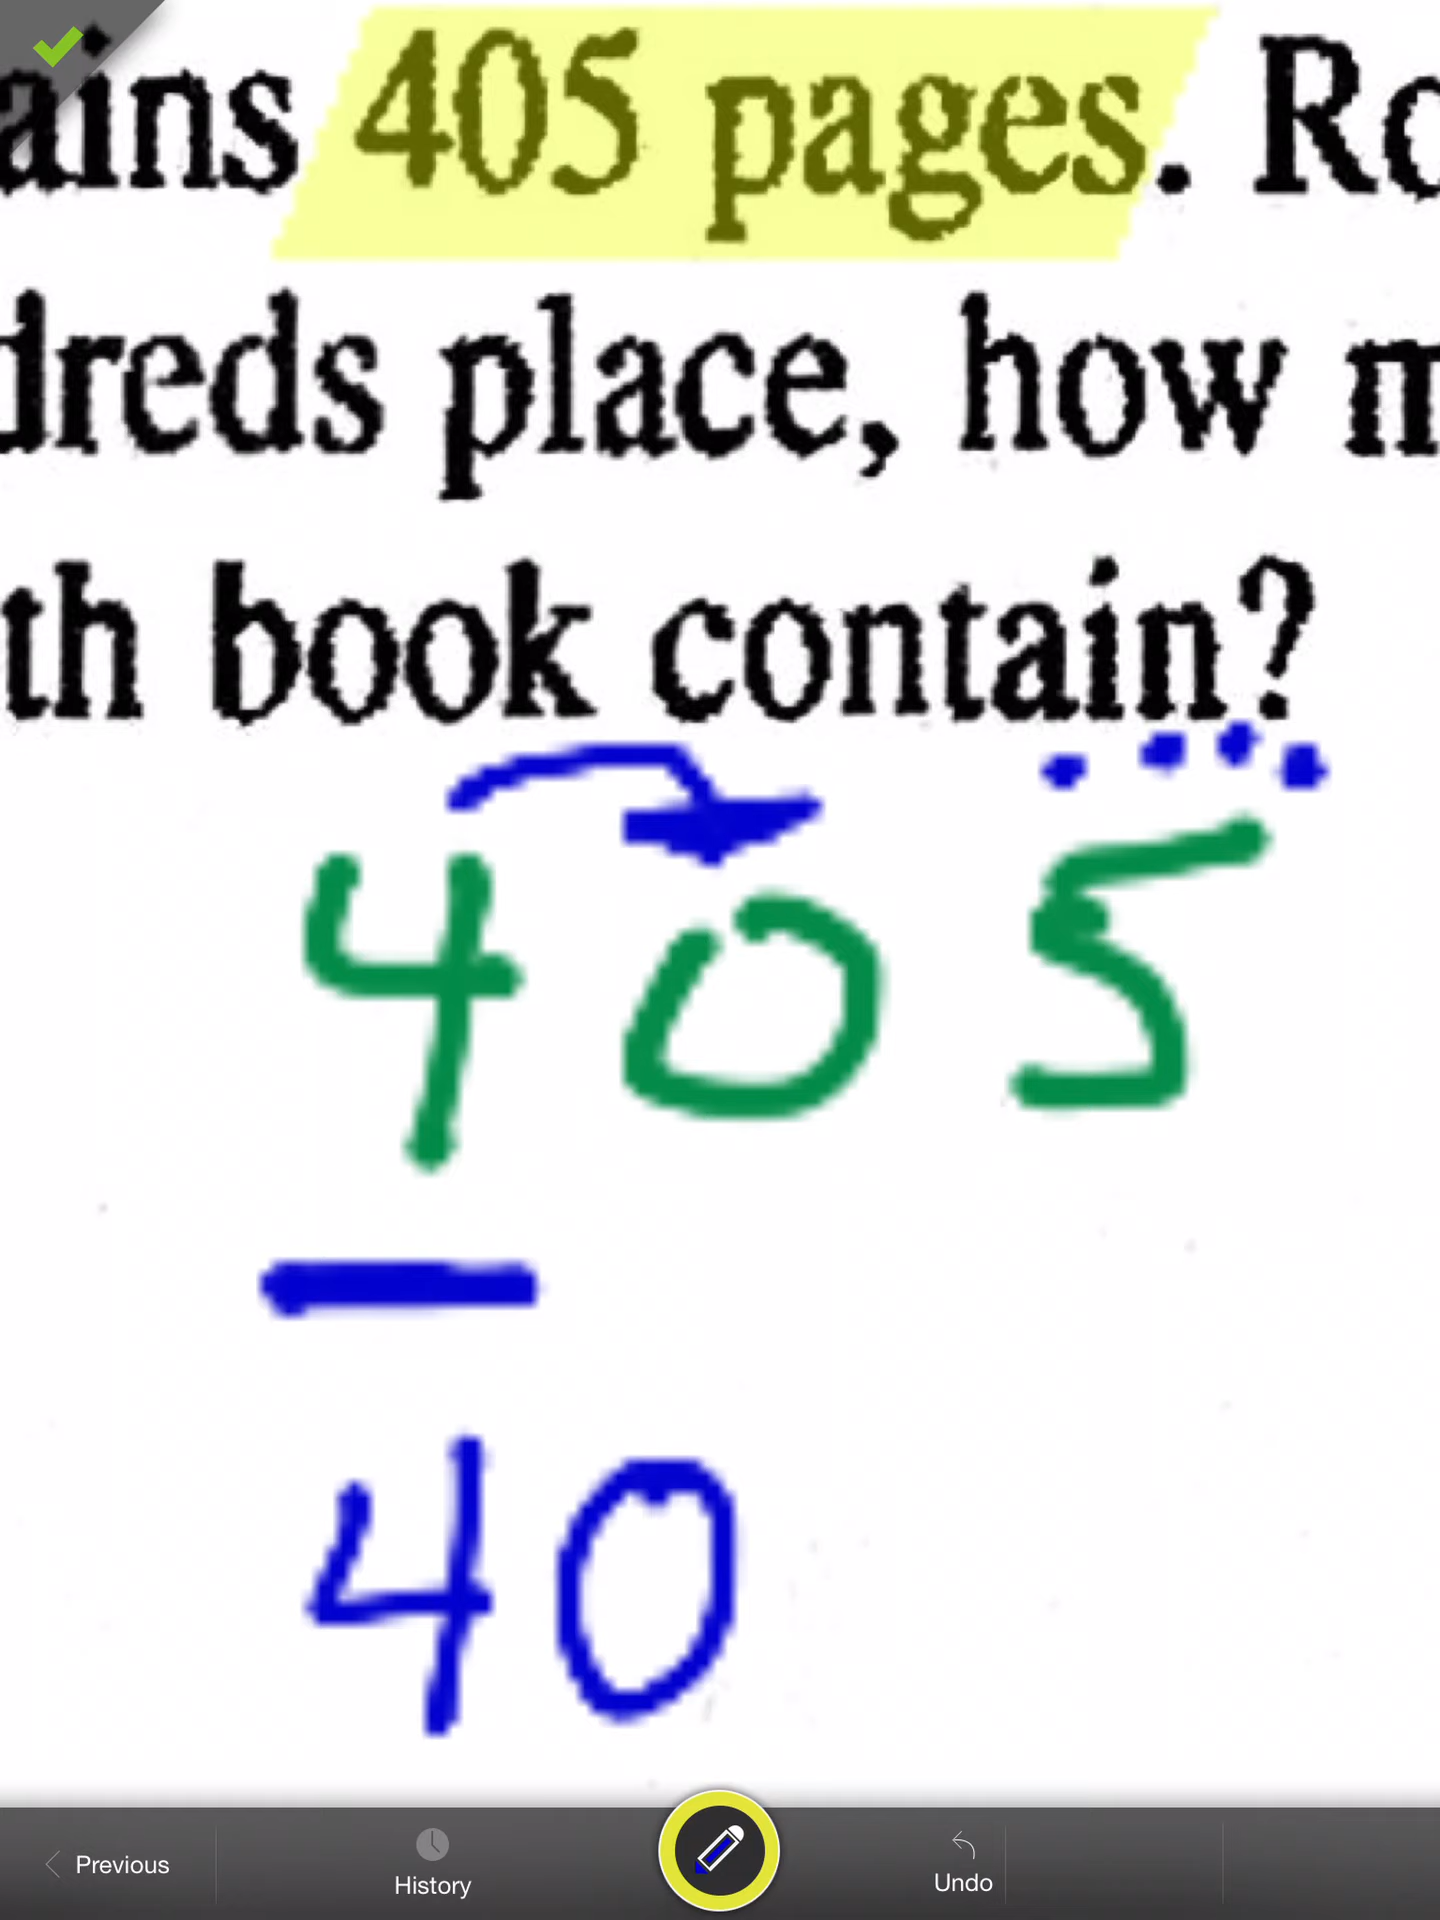 ains 405 pages. Ro
dreds place, how m
th book contain?
405
40
Previous
History
Undo